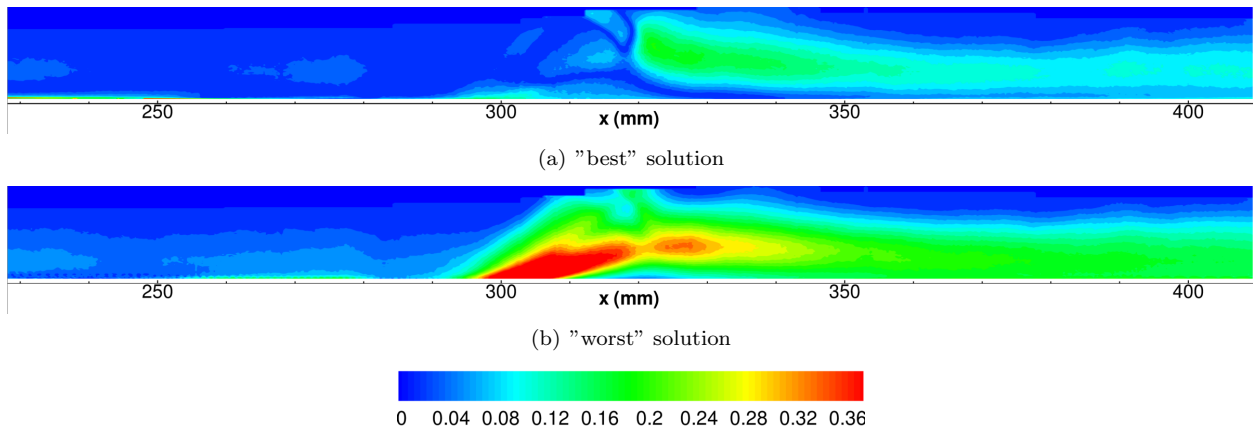 250 300 350 400
x (mm)
(a) ”best” solution
250 300 350 400
x (mm)
(b) ”worst” solution
0 0.04 0.08 0.12 0.16 0.2 0.24 0.28 0.32 0.36